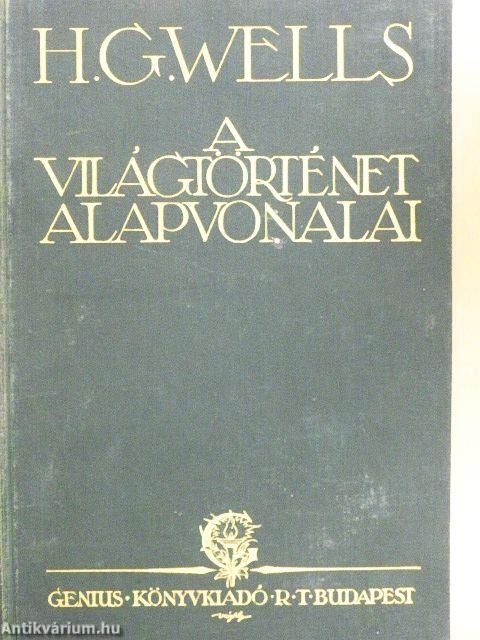 H.G.WELLS
A
VILÁGTÖRTÉNET
ALAPVONALAI
GENIUS · KÖNYVKIADÓ · R · T · BUDAPEST
Antikvárium.hu